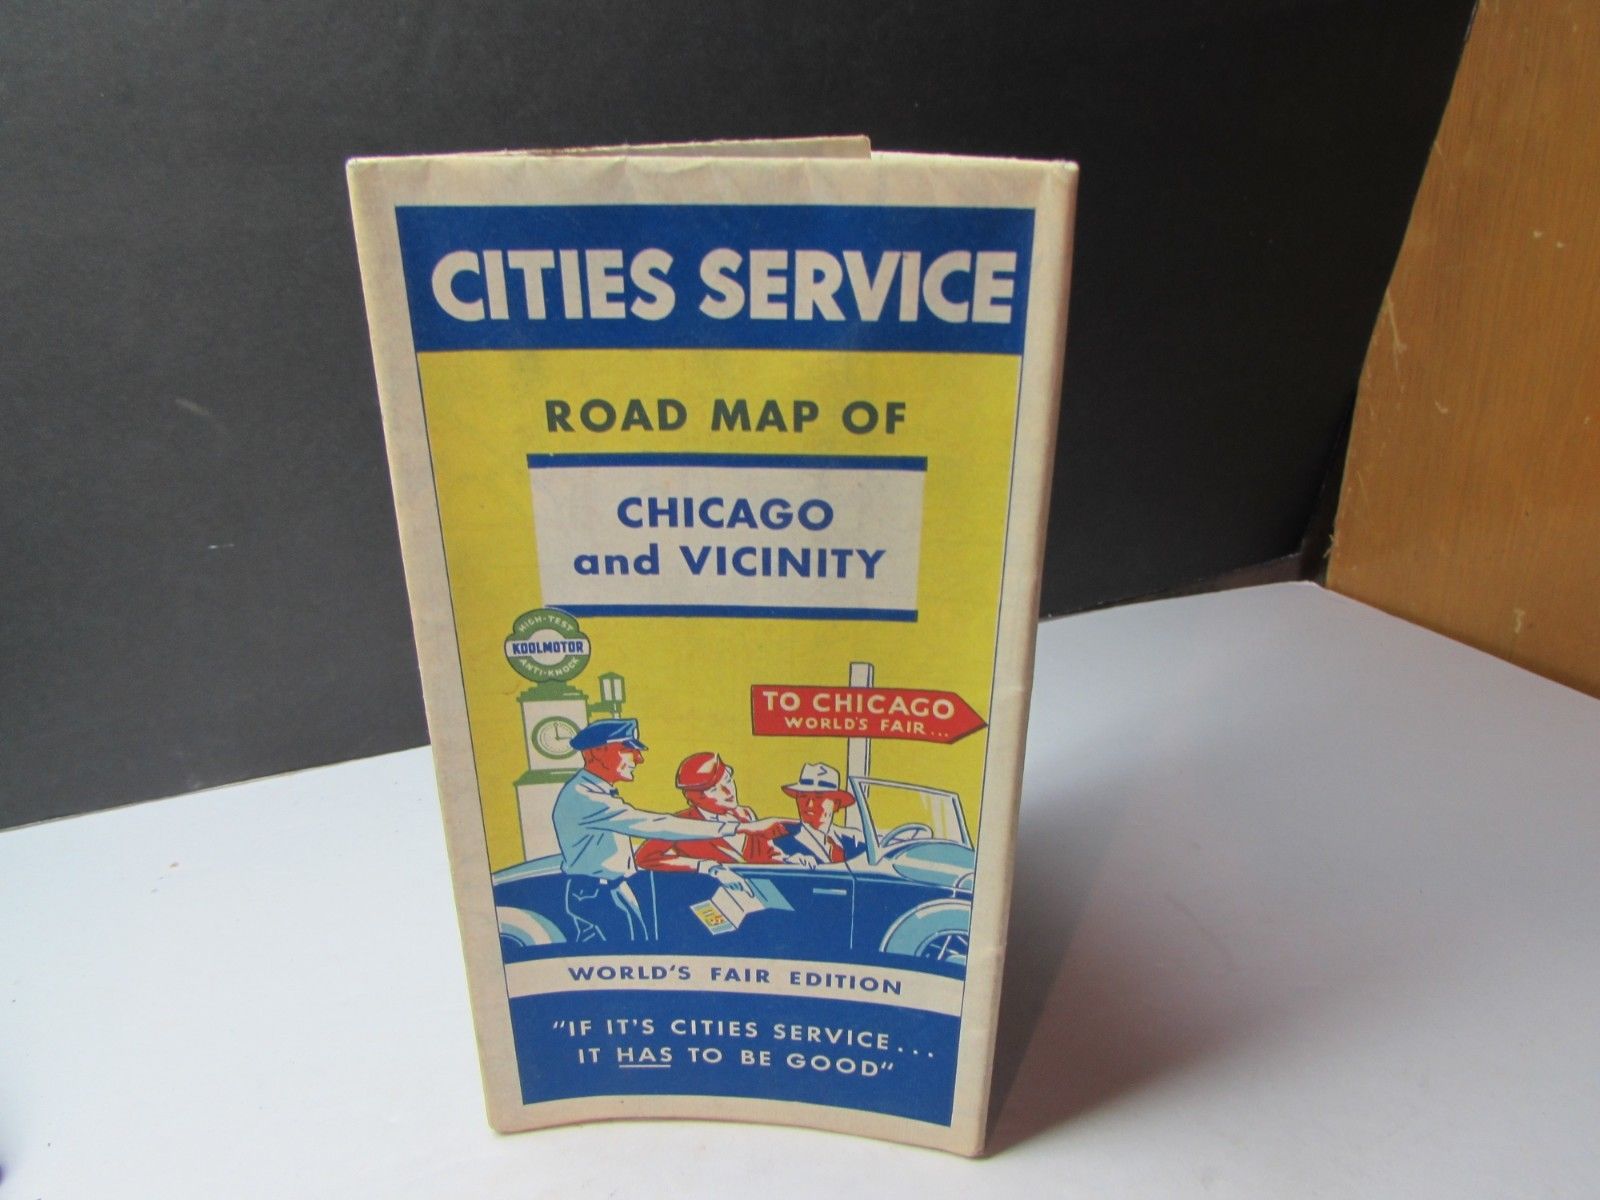 CITIES SERVICE
ROAD MAP OF
CHICAGO
and VICINITY
HIGH-TEST
KOOLMOTOR
ANTI-KNOCK
TO CHICAGO
WORLD'S FAIR...
WORLD'S FAIR EDITION
"IF IT'S CITIES SERVICE...
IT HAS TO BE GOOD"